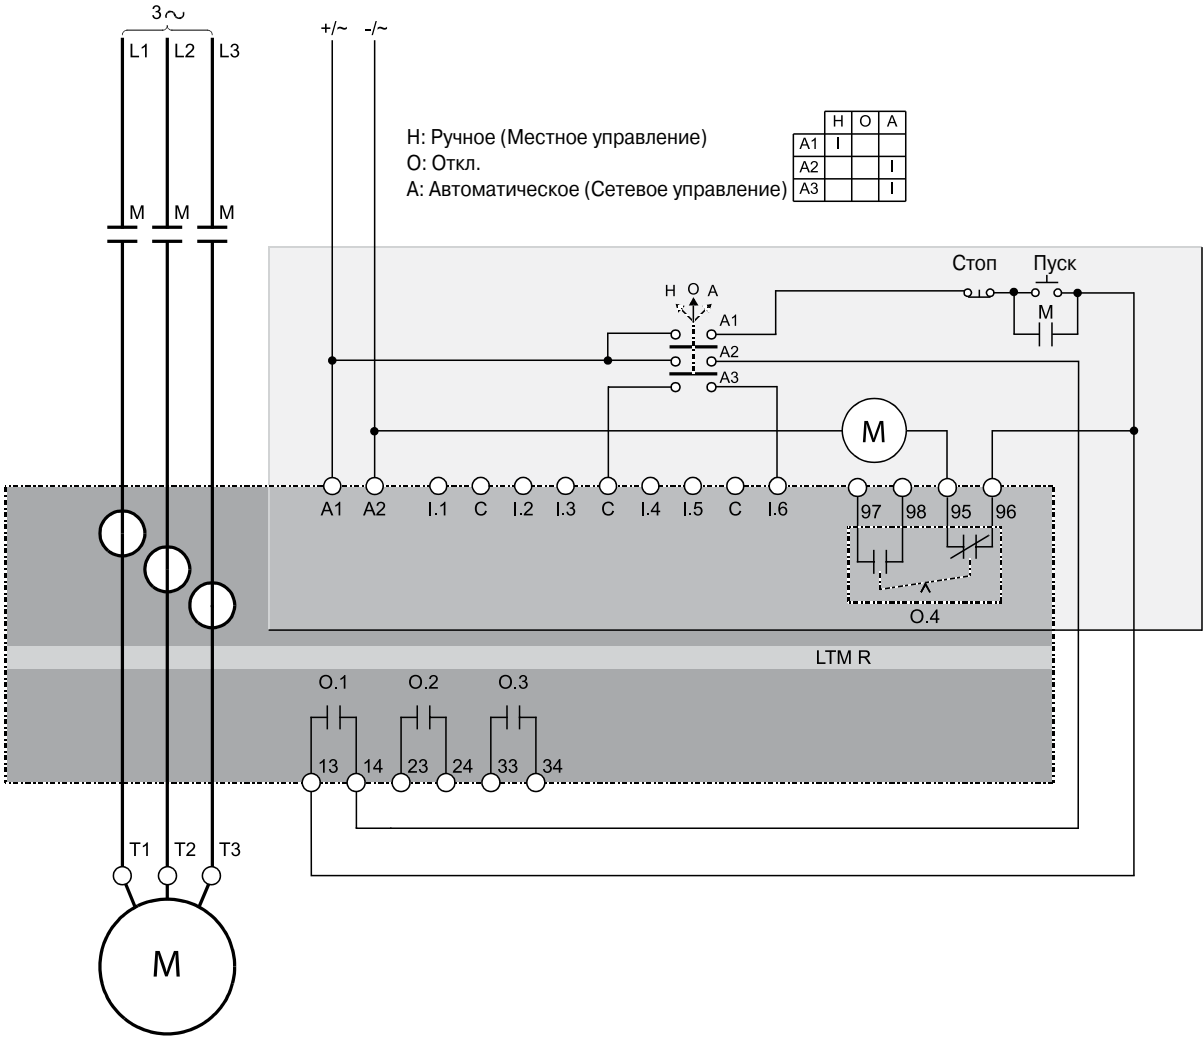 3∼
+/~ -/~
L1 L2 L3
H: Ручное (Местное управление)
О: Откл.
А: Автоматическое (Сетевое управление)
H O A
A1 I
A2 I
A3 I
M M M
Стоп Пуск
H O A
A1
M
A2
A3
M
A1 A2 I.1 C I.2 I.3 C I.4 I.5 C I.6 97 98 95 96
O.4
LTM R
O.1 O.2 O.3
13 14 23 24 33 34
T1 T2 T3
M